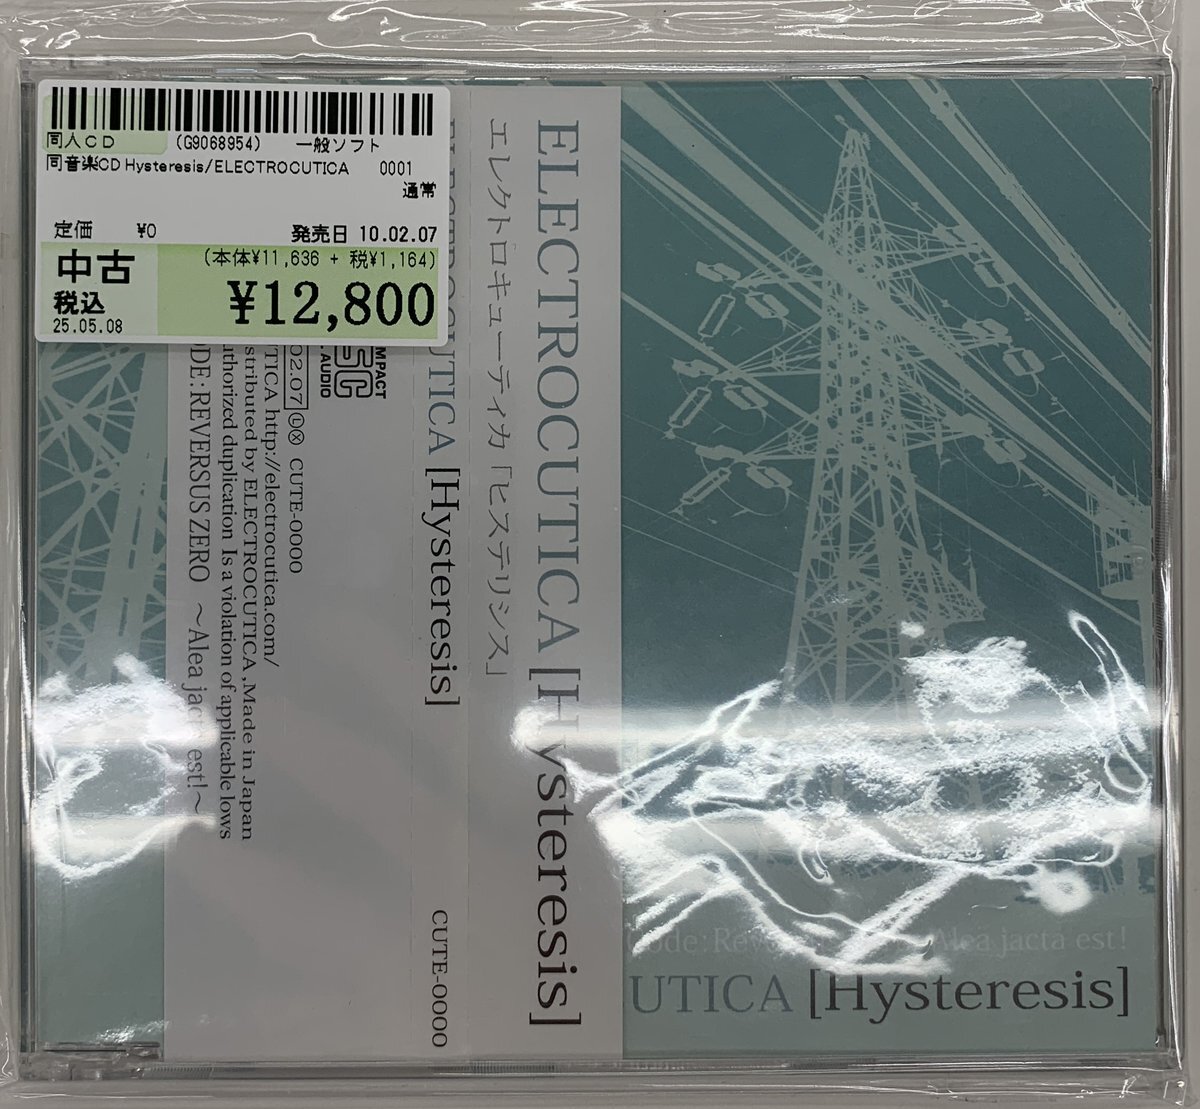 同人CD (G9068954) 一般ソフト
同音楽CD Hysteresis/ELECTROCUTICA 0001
通常
定価 ¥0 発売日 10.02.07
中古 (本体¥11,636 + 税¥1,164)
税込 ¥12,800
25.05.08
ELECTROCUTICA [Hysteresis]
エレクトロキューティカ「ヒステリシス」
UTICA [Hysteresis]
CUTE-0000
MPACT
SC
AUDIO
02.07 ⓁⓍ CUTE-0000
TICA http://electrocutica.com/
stributed by ELECTROCUTICA, Made in Japan
uthorized duplication Is a violation of applicable lows
ODE:REVERSUS ZERO ～Alea jacta est!～
Alea jacta est!
UTICA [Hysteresis]